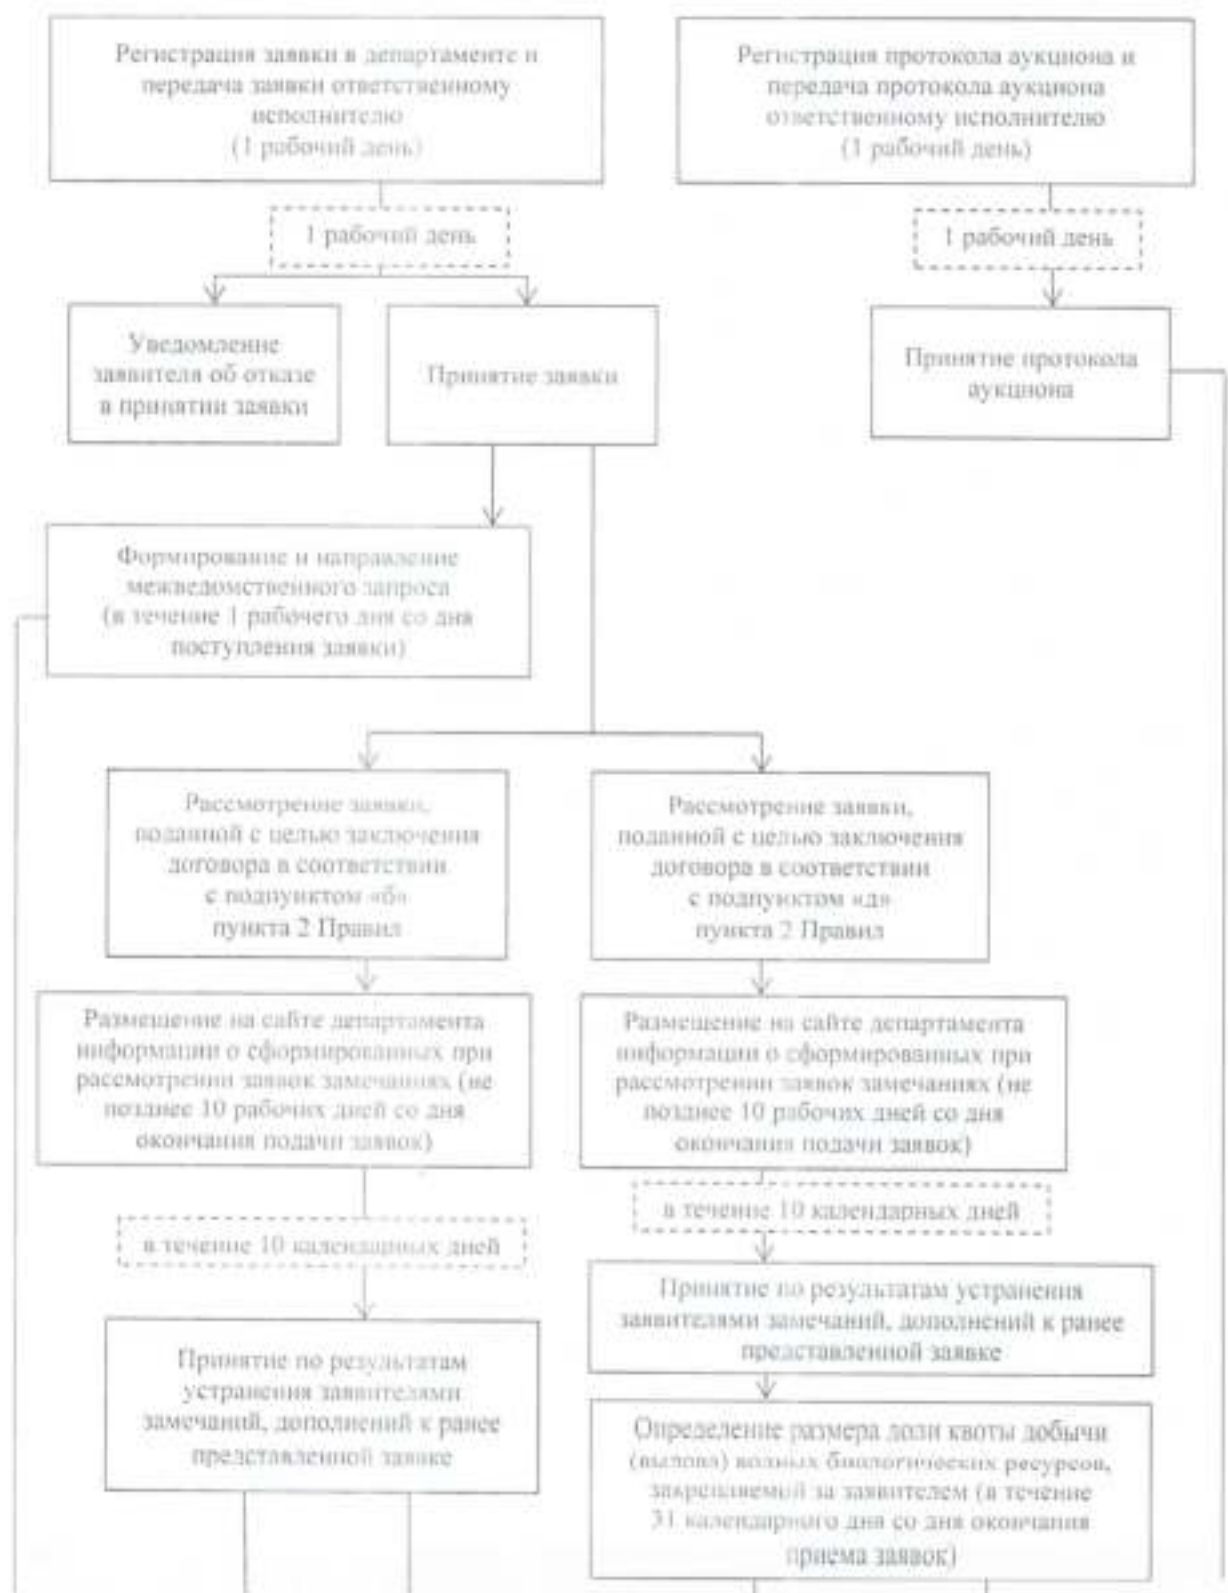 Регистрация заявки в департаменте и
передача заявки ответственному
исполнителю
(1 рабочий день)
Регистрация протокола аукциона и
передача протокола аукциона
ответственному исполнителю
(1 рабочий день)
1 рабочий день
1 рабочий день
Уведомление
заявителя об отказе
в принятии заявки
Принятие заявки
Принятие протокола
аукциона
Формирование и направление
межведомственного запроса
(в течение 1 рабочего дня со дня
поступления заявки)
Рассмотрение заявки,
поданной с целью заключения
договора в соответствии
с подпунктом «б»
пункта 2 Правил
Рассмотрение заявки,
поданной с целью заключения
договора в соответствии
с подпунктом «д»
пункта 2 Правил
Размещение на сайте департамента
информации о сформированных при
рассмотрении заявок замечаниях (не
позднее 10 рабочих дней со дня
окончания подачи заявок)
Размещение на сайте департамента
информации о сформированных при
рассмотрении заявок замечаниях (не
позднее 10 рабочих дней со дня
окончания подачи заявок)
в течение 10 календарных дней
в течение 10 календарных дней
Принятие по результатам
устранения заявителями
замечаний, дополнений к ранее
представленной заявке
Принятие по результатам устранения
заявителями замечаний, дополнений к ранее
представленной заявке
Определение размера доли квоты добычи
(вылова) водных биологических ресурсов,
закрепляемый за заявителем (в течение
31 календарного дня со дня окончания
приема заявок)